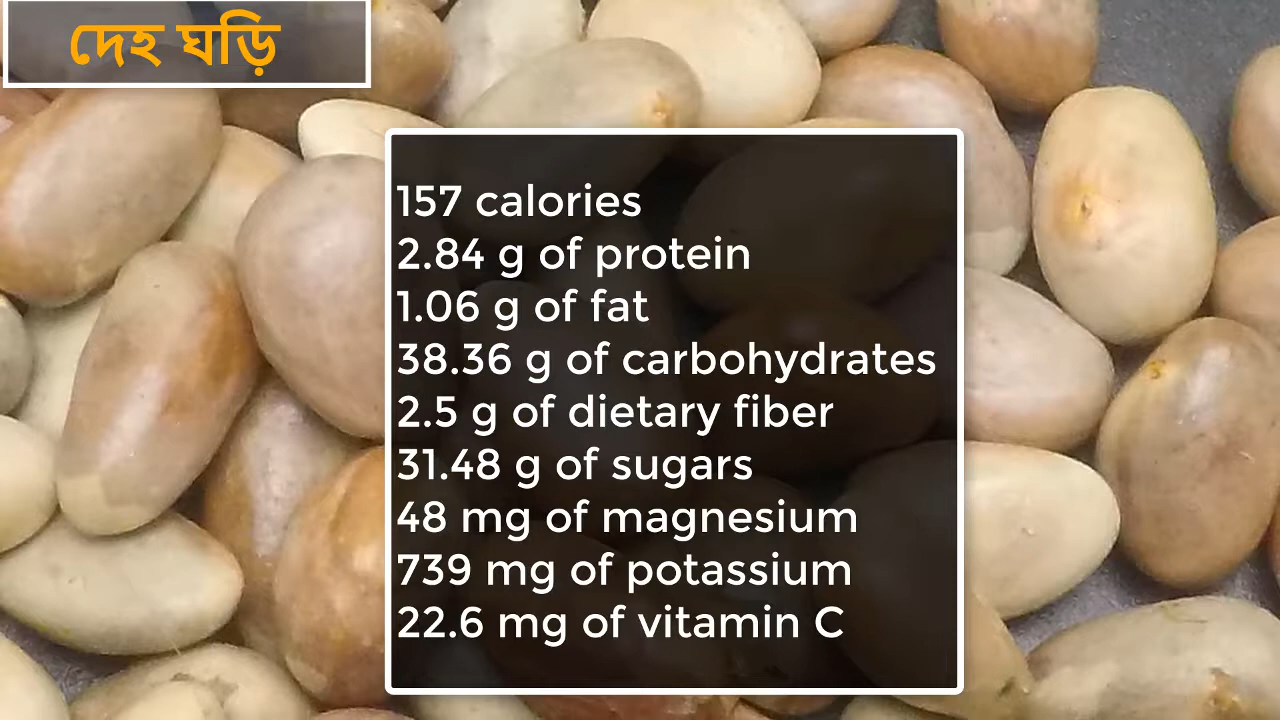 দেহ ঘড়ি
157 calories
2.84 g of protein
1.06 g of fat
38.36 g of carbohydrates
2.5 g of dietary fiber
31.48 g of sugars
48 mg of magnesium
739 mg of potassium
22.6 mg of vitamin C